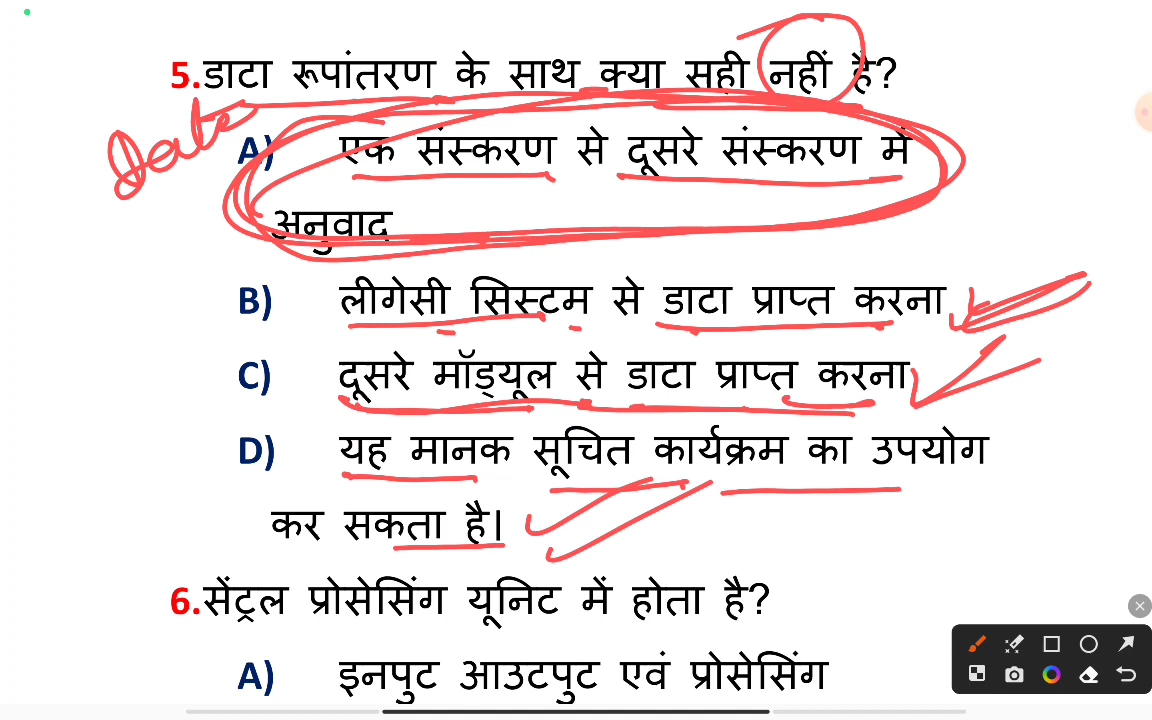 5.डाटा रूपांतरण के साथ क्या सही नहीं है?
Date
A) एक संस्करण से दूसरे संस्करण में
अनुवाद
B) लीगेसी सिस्टम से डाटा प्राप्त करना
C) दूसरे मॉड्यूल से डाटा प्राप्त करना
D) यह मानक सूचित कार्यक्रम का उपयोग
कर सकता है।
6.सेंट्रल प्रोसेसिंग यूनिट में होता है?
A) इनपुट आउटपुट एवं प्रोसेसिंग